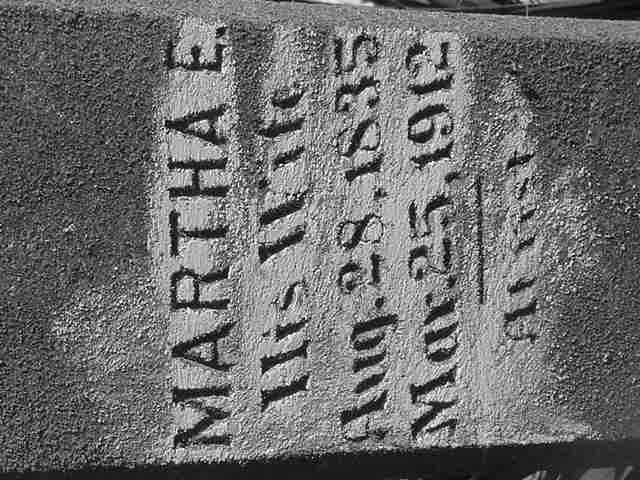 MARTHA E.
His Wife
Aug. 28, 1835
Mar. 25, 1912
At rest